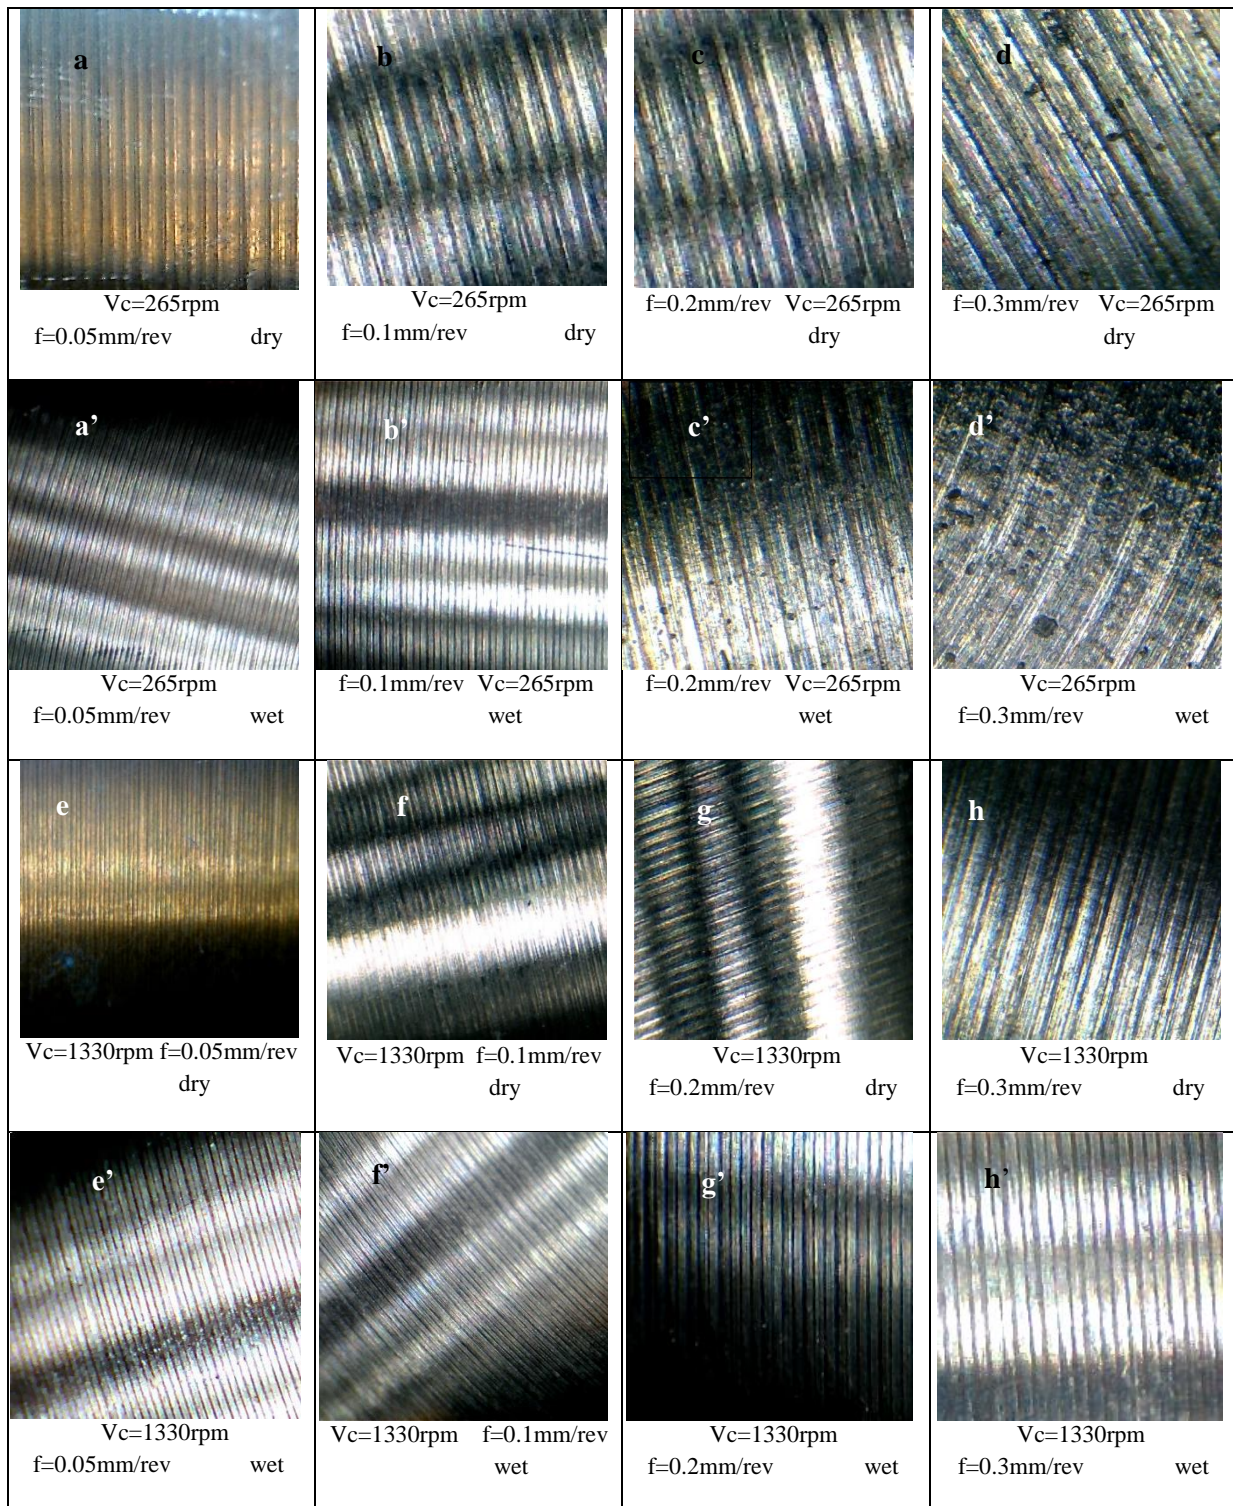 a
b
c
d
Vc=265rpm
f=0.05mm/rev dry
Vc=265rpm
f=0.1mm/rev dry
f=0.2mm/rev Vc=265rpm
dry
f=0.3mm/rev Vc=265rpm
dry
a’
b’
c’
d’
Vc=265rpm
f=0.05mm/rev wet
f=0.1mm/rev Vc=265rpm
wet
f=0.2mm/rev Vc=265rpm
wet
Vc=265rpm
f=0.3mm/rev wet
e
f
g
h
Vc=1330rpm f=0.05mm/rev
dry
Vc=1330rpm f=0.1mm/rev
dry
Vc=1330rpm
f=0.2mm/rev dry
Vc=1330rpm
f=0.3mm/rev dry
e’
f’
g’
h’
Vc=1330rpm
f=0.05mm/rev wet
Vc=1330rpm f=0.1mm/rev
wet
Vc=1330rpm
f=0.2mm/rev wet
Vc=1330rpm
f=0.3mm/rev wet